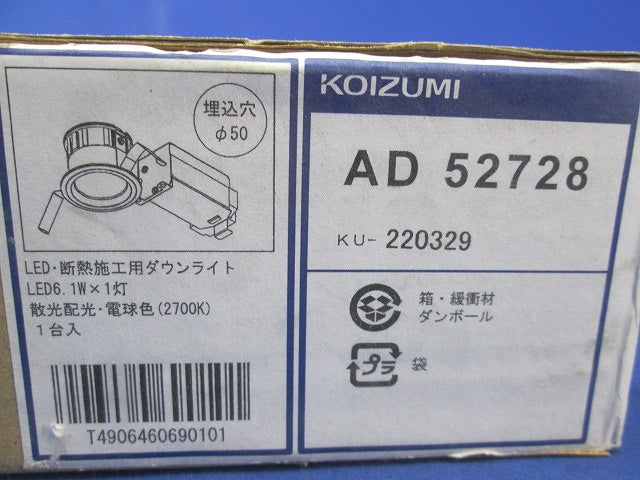 埋込穴
φ50
LED・断熱施工用ダウンライト
LED6.1W×1灯
散光配光・電球色(2700K)
1台入
T4906460690101
KOIZUMI
AD 52728
KU-220329
箱・緩衝材
ダンボール
プラ
袋